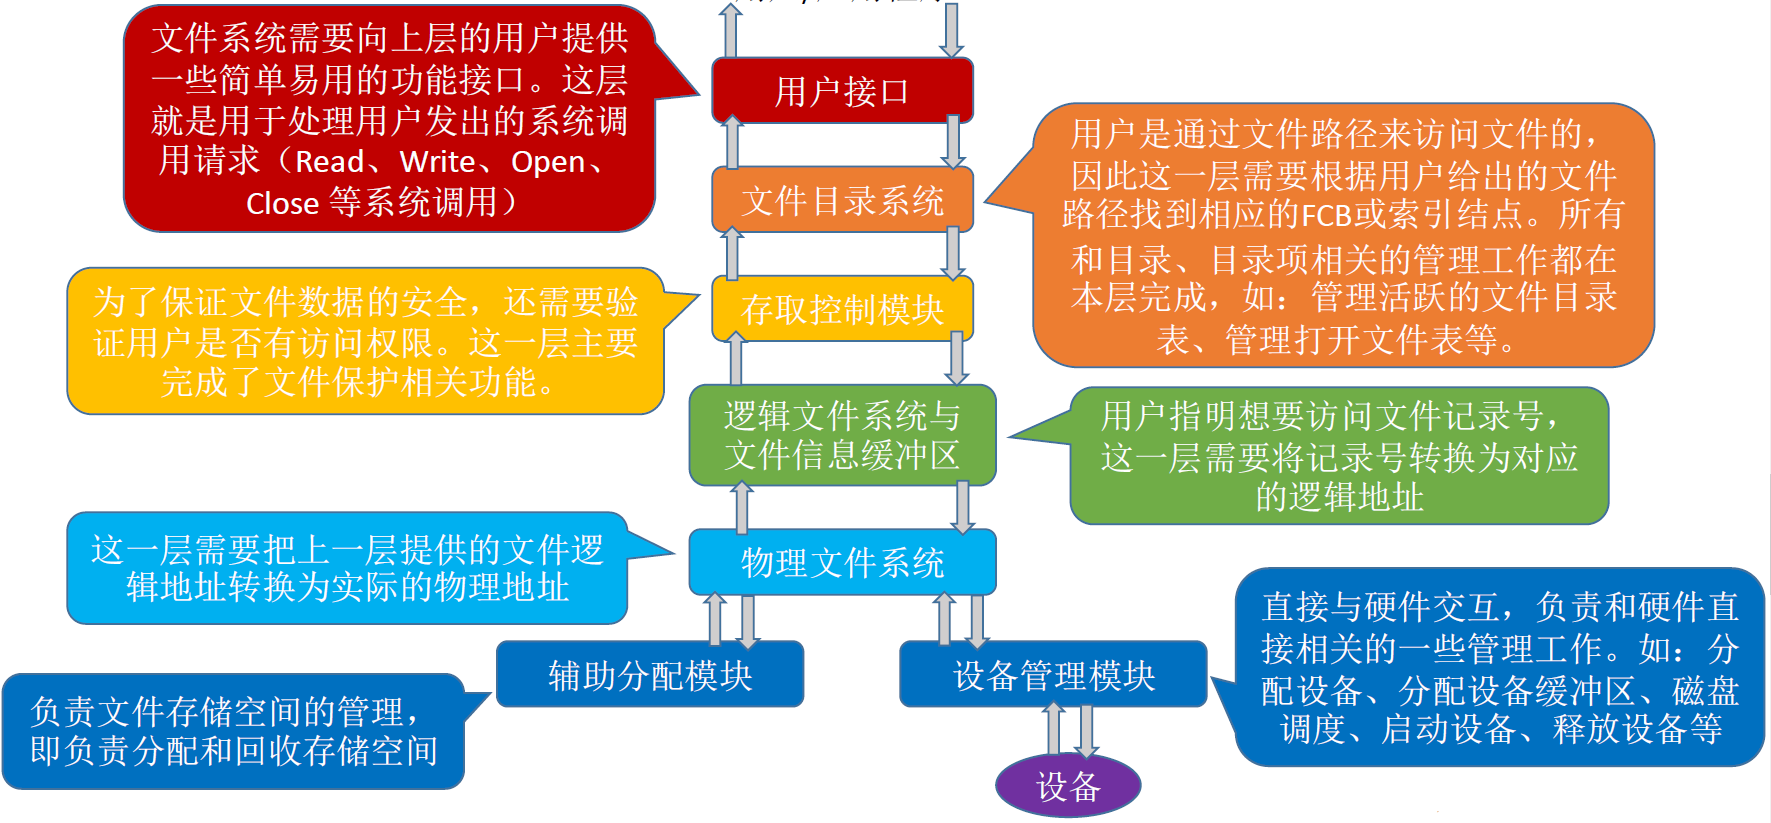 文件系统需要向上层的用户提供
一些简单易用的功能接口。这层
就是用于处理用户发出的系统调
用请求（Read、Write、Open、
Close 等系统调用）
用户接口
用户是通过文件路径来访问文件的，
因此这一层需要根据用户给出的文件
路径找到相应的FCB或索引结点。所有
和目录、目录项相关的管理工作都在
本层完成，如：管理活跃的文件目录
表、管理打开文件表等。
文件目录系统
为了保证文件数据的安全，还需要验
证用户是否有访问权限。这一层主要
完成了文件保护相关功能。
存取控制模块
逻辑文件系统与
文件信息缓冲区
用户指明想要访问文件记录号，
这一层需要将记录号转换为对应
的逻辑地址
这一层需要把上一层提供的文件逻
辑地址转换为实际的物理地址
物理文件系统
辅助分配模块
设备管理模块
直接与硬件交互，负责和硬件直
接相关的一些管理工作。如：分
配设备、分配设备缓冲区、磁盘
调度、启动设备、释放设备等
负责文件存储空间的管理，
即负责分配和回收存储空间
设备